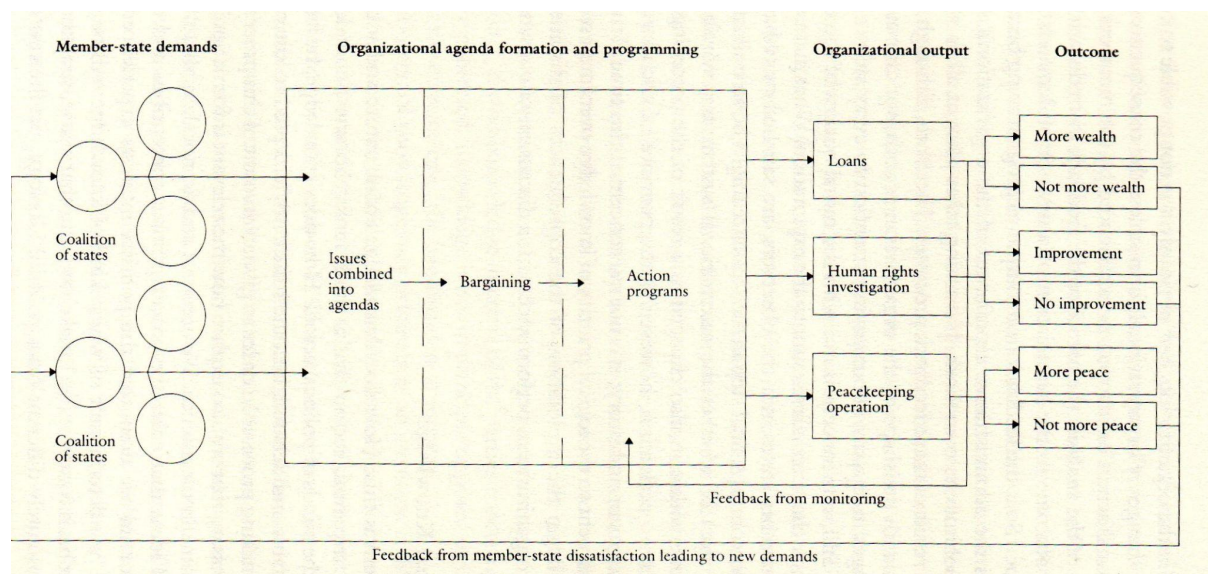 Member-state demands
Organizational agenda formation and programming
Organizational output
Outcome
Coalition
of states
Coalition
of states
Issues
combined
into
agendas
Bargaining
Action
programs
Loans
Human rights
investigation
Peacekeeping
operation
More wealth
Not more wealth
Improvement
No improvement
More peace
Not more peace
Feedback from monitoring
Feedback from member-state dissatisfaction leading to new demands